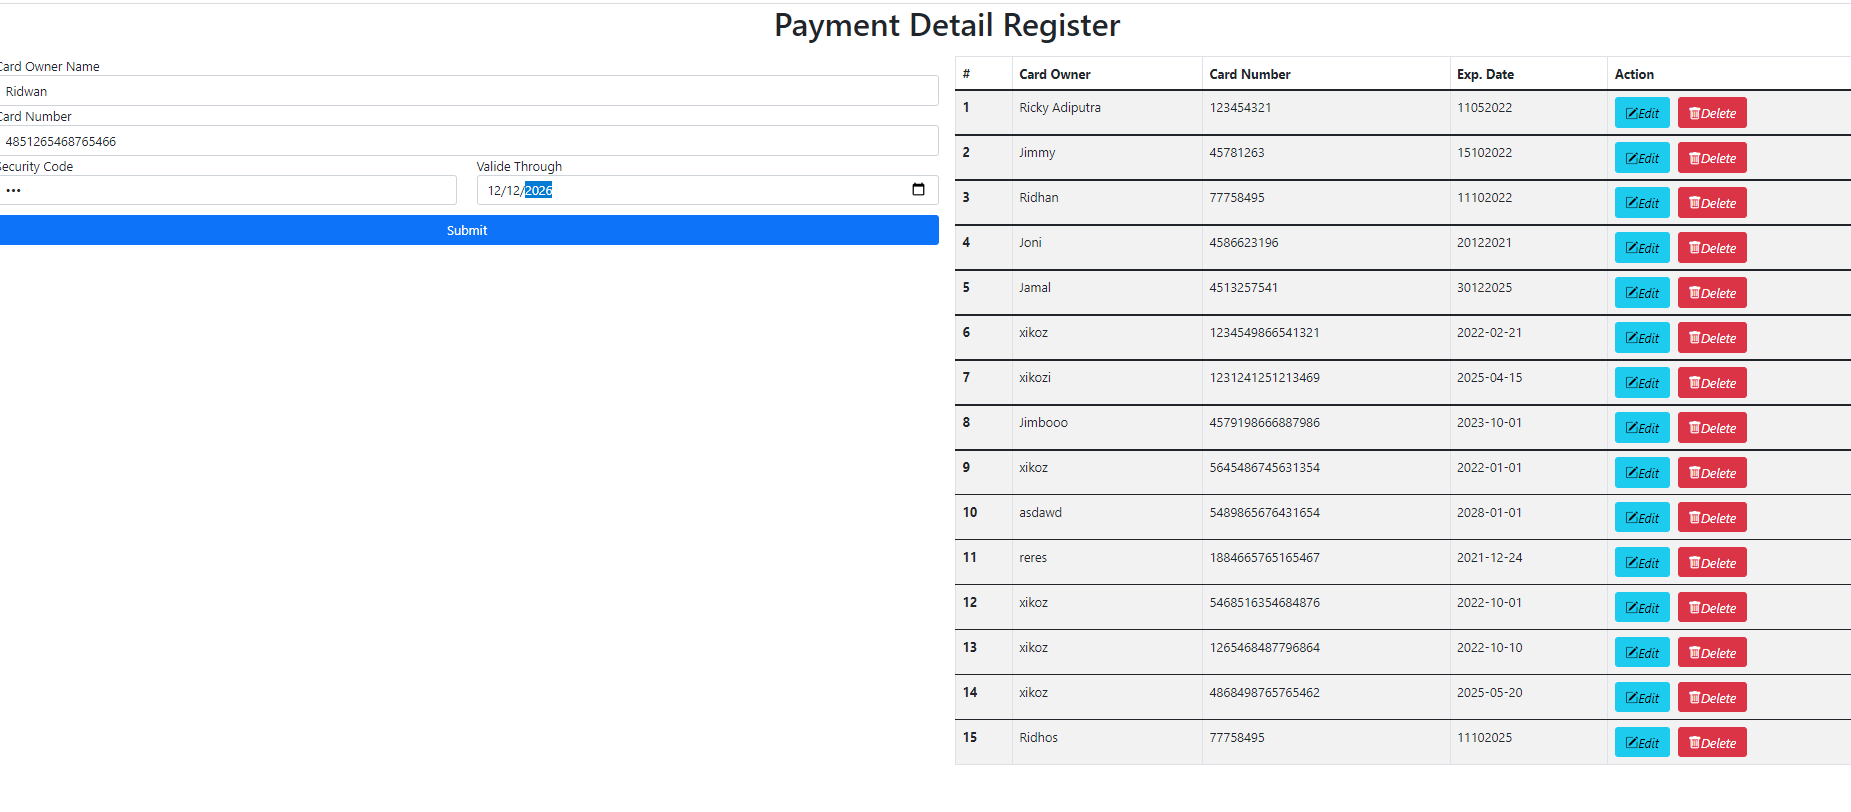 Payment Detail Register
Card Owner Name
Ridwan
Card Number
4851265468765466
Security Code
•••
Valide Through
12/12/2026
Submit
# Card Owner Card Number Exp. Date Action
1 Ricky Adiputra 123454321 11052022 Edit Delete
2 Jimmy 45781263 15102022 Edit Delete
3 Ridhan 77758495 11102022 Edit Delete
4 Joni 4586623196 20122021 Edit Delete
5 Jamal 4513257541 30122025 Edit Delete
6 xikoz 1234549866541321 2022-02-21 Edit Delete
7 xikozi 1231241251213469 2025-04-15 Edit Delete
8 Jimbooo 4579198666887986 2023-10-01 Edit Delete
9 xikoz 5645486745631354 2022-01-01 Edit Delete
10 asdawd 5489865676431654 2028-01-01 Edit Delete
11 reres 1884665765165467 2021-12-24 Edit Delete
12 xikoz 5468516354684876 2022-10-01 Edit Delete
13 xikoz 1265468487796864 2022-10-10 Edit Delete
14 xikoz 4868498765765462 2025-05-20 Edit Delete
15 Ridhos 77758495 11102025 Edit Delete